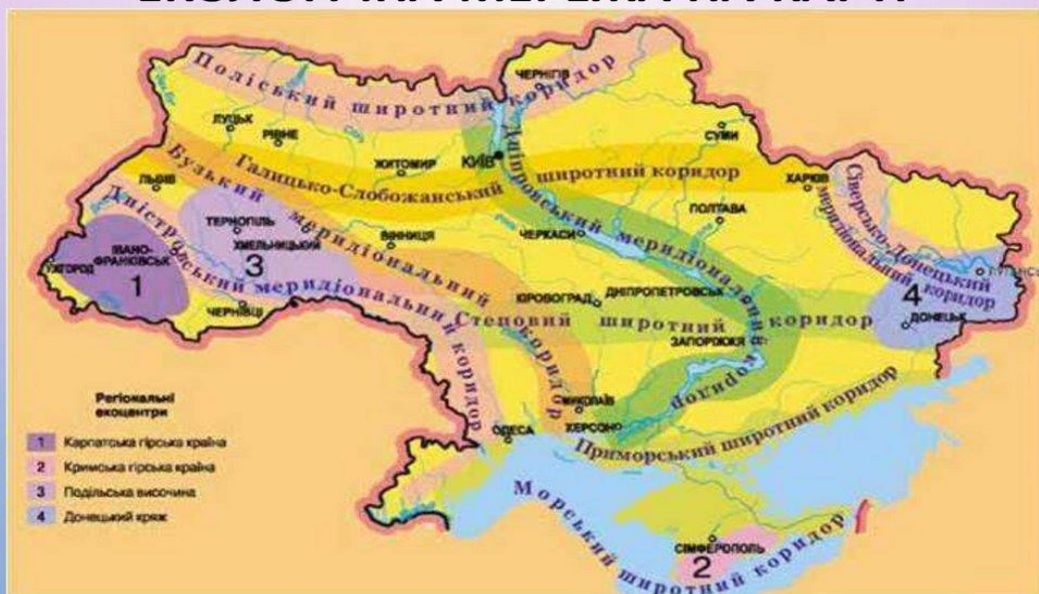 Поліський широтний коридор
ЧЕРНІГІВ
ЛУЦЬК
РІВНЕ
СУМИ
ЖИТОМИР
КИЇВ
Галицько-Слобожанський широтний коридор
ХАРКІВ
Сіверсько-Донецький
меридіональний коридор
ЛЬВІВ
Бузький меридіональний коридор
Дністровський меридіональний коридор
Дніпровський меридіональний коридор
ПОЛТАВА
ТЕРНОПІЛЬ
ХМЕЛЬНИЦЬКИЙ
3
ВІННИЦЯ
ЧЕРКАСИ
ІВАНО-
ФРАНКІВСЬК
УЖГОРОД
1
ЧЕРНІВЦІ
КІРОВОГРАД
ДНІПРОПЕТРОВСЬК
4
ДОНЕЦЬК
Степовий широтний коридор
ЗАПОРІЖЖЯ
МИКОЛАЇВ
ОДЕСА
ХЕРСОН
Приморський широтний коридор
Морський широтний коридор
СІМФЕРОПОЛЬ
2
Регіональні
екоцентри
1 Карпатська гірська країна
2 Кримська гірська країна
3 Подільська височина
4 Донецький кряж